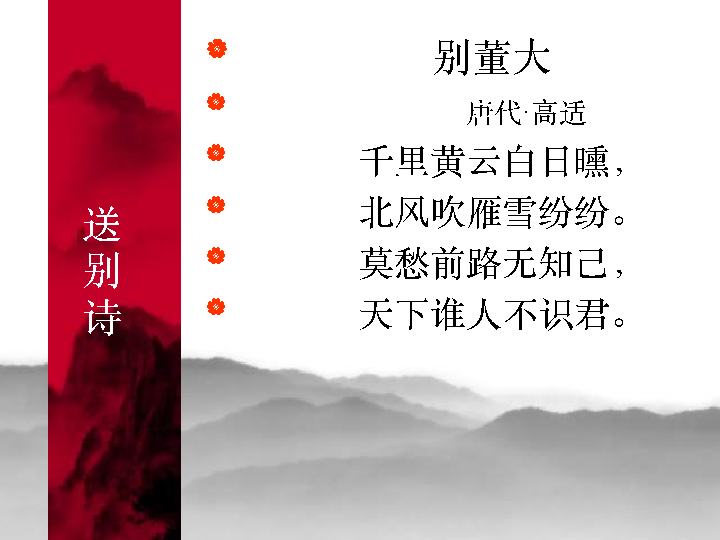 送别诗
别董大
唐代·高适
千里黄云白日曛，
北风吹雁雪纷纷。
莫愁前路无知己，
天下谁人不识君。